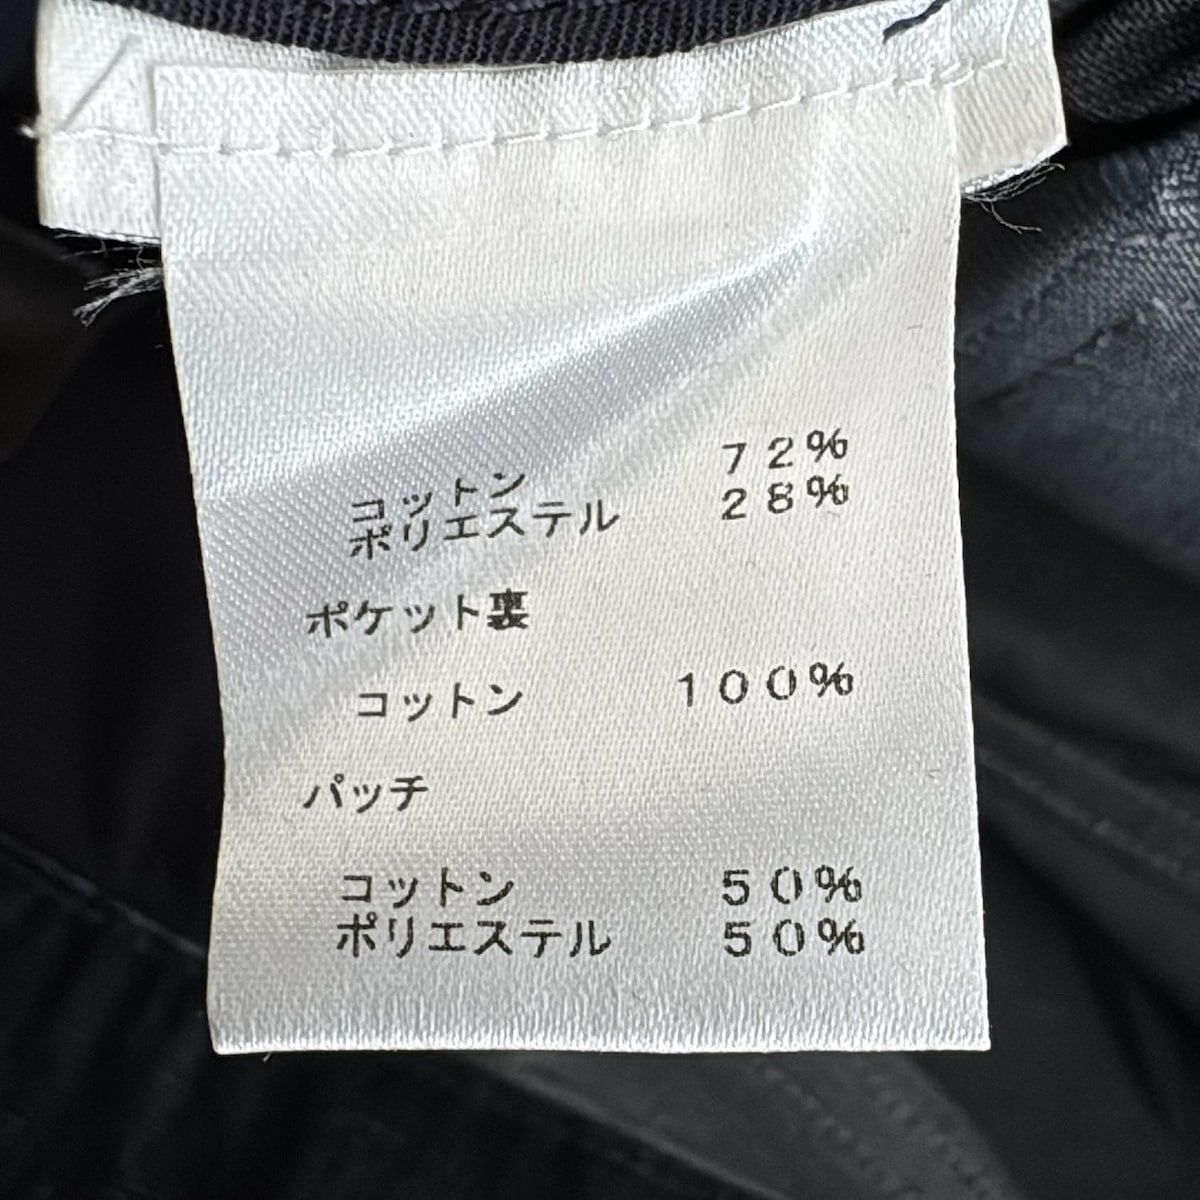 コットン 72%
ポリエステル 28%
ポケット裏
コットン 100%
パッチ
コットン 50%
ポリエステル 50%